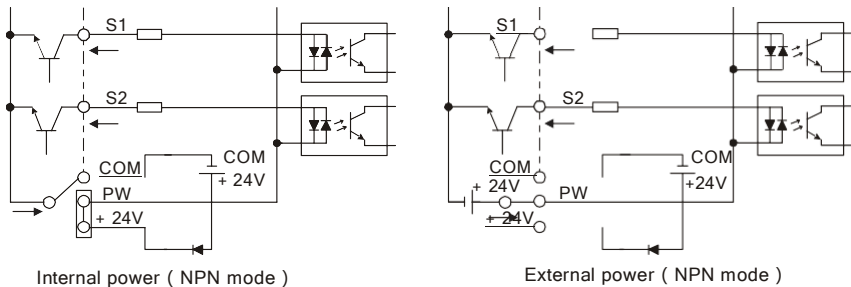 S1
S2
COM
COM
+ 24V
PW
+ 24V
Internal power ( NPN mode )
S1
S2
COM
COM
+24V
+
24V
PW
+ 24V
External power ( NPN mode )